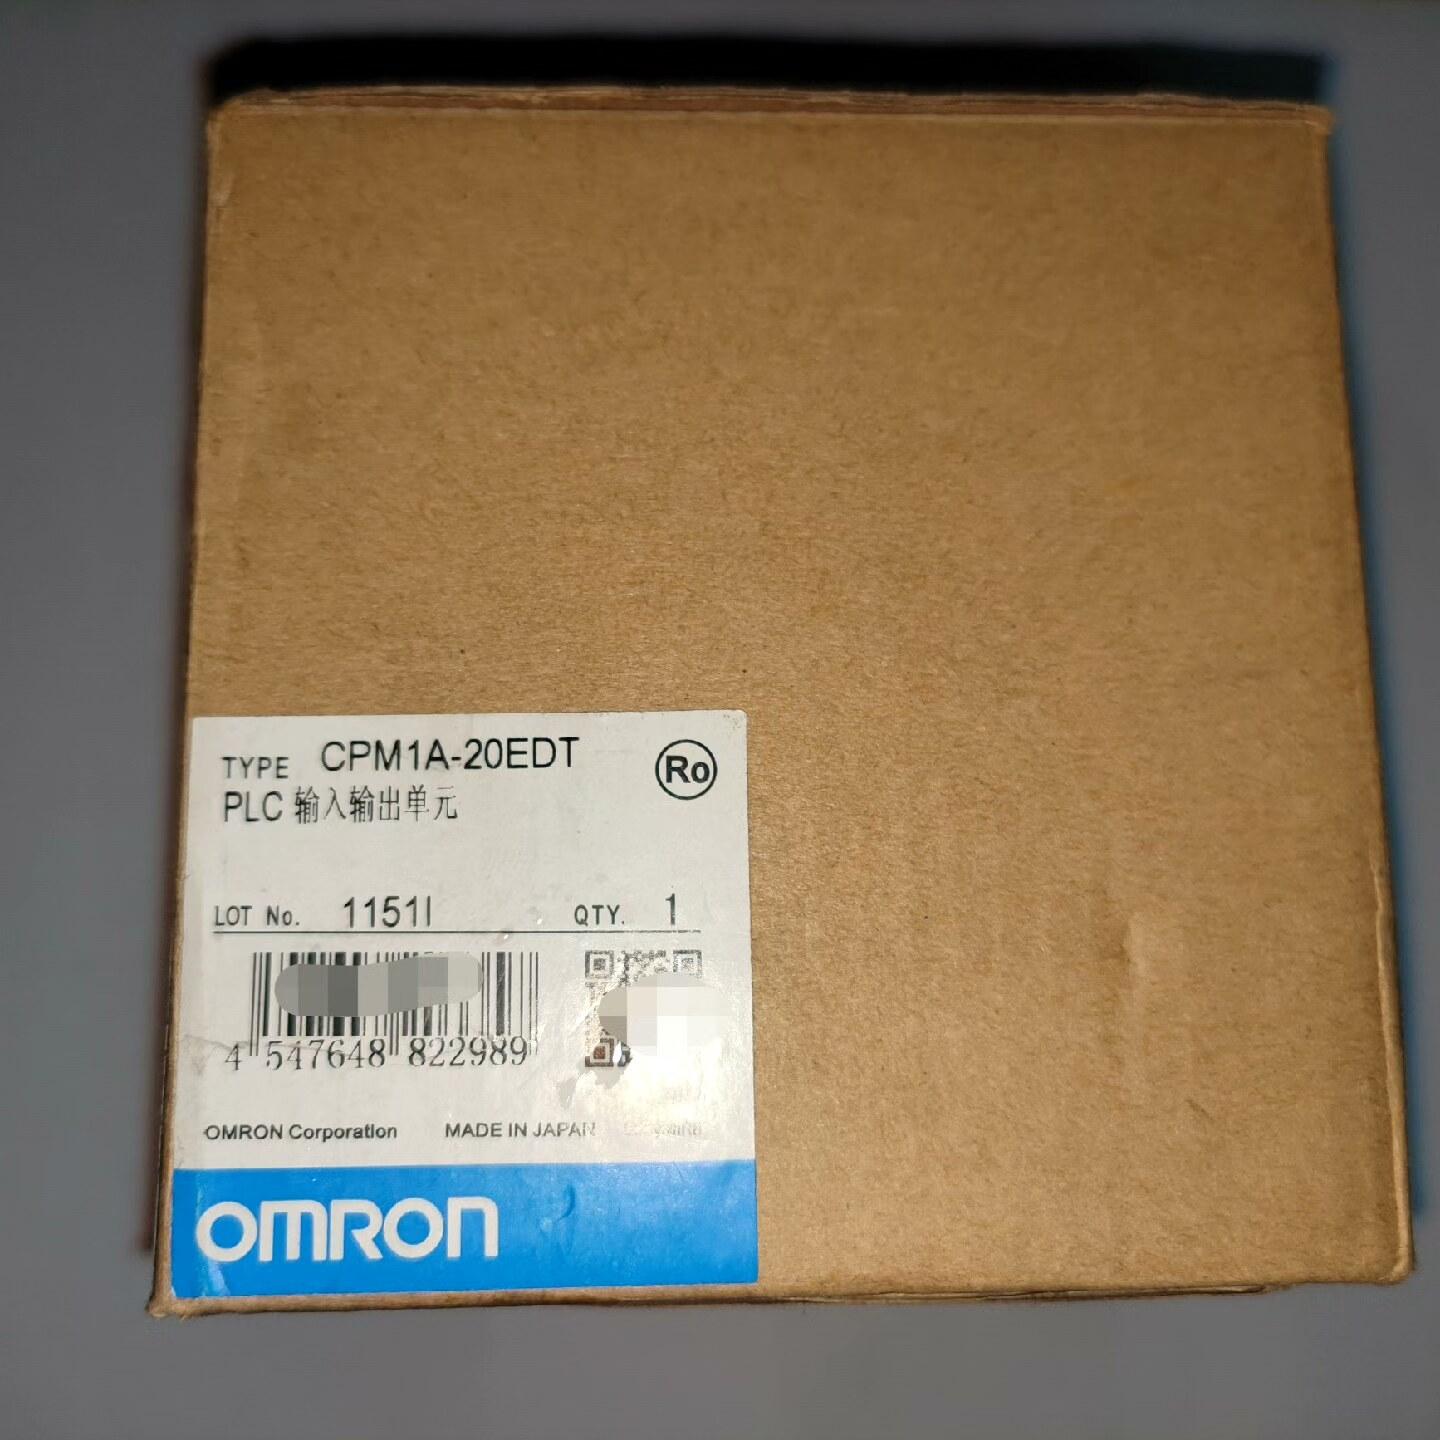 TYPE CPM1A-20EDT
Ro
PLC 输入输出单元
LOT No. 1151I QTY. 1
4 547648 822989
OMRON Corporation MADE IN JAPAN
OMRON